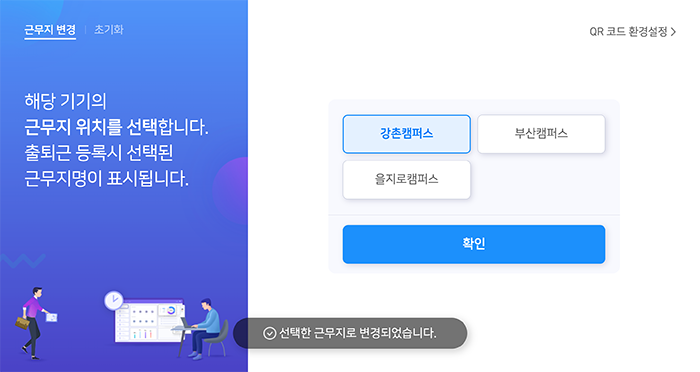 근무지 변경 | 초기화
QR 코드 환경설정 >
해당 기기의
근무지 위치를 선택합니다.
출퇴근 등록시 선택된
근무지명이 표시됩니다.
강촌캠퍼스
부산캠퍼스
을지로캠퍼스
확인
선택한 근무지로 변경되었습니다.